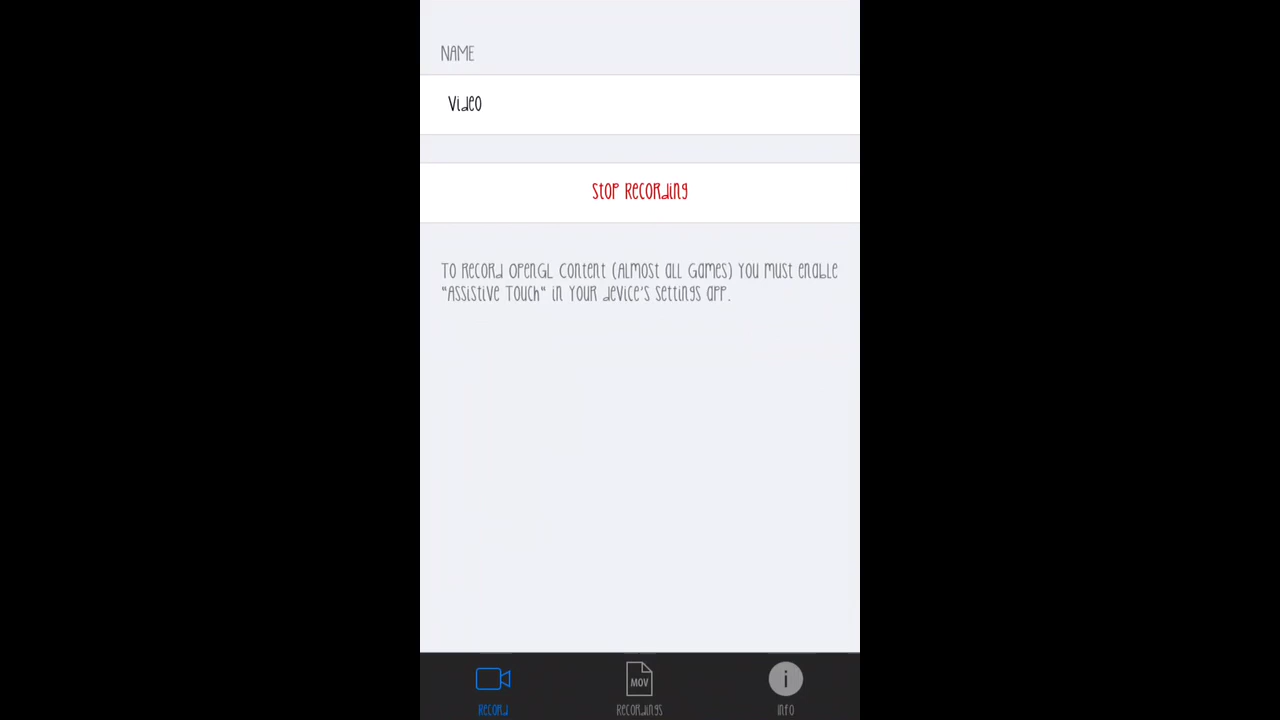 NAME
Video
Stop Recording
To record OpenGL content (almost all games) you must enable
"Assistive Touch" in your device's settings app.
MOV
Record
Recordings
Info